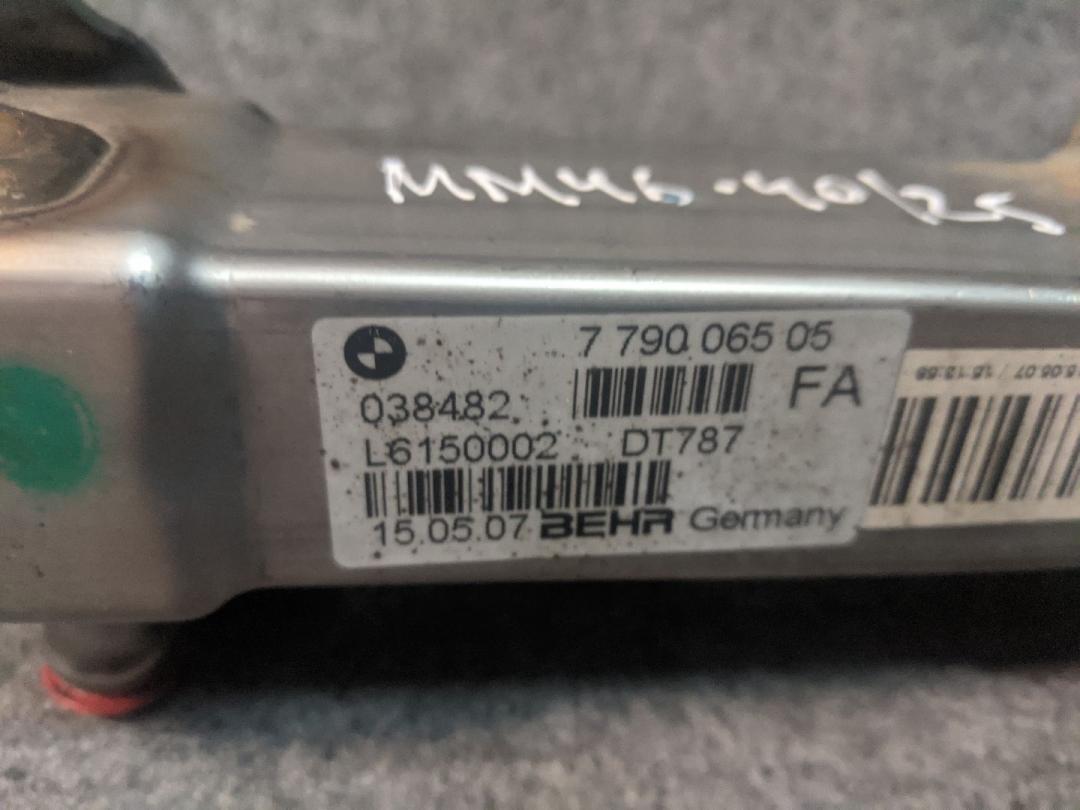 MM46-40/25
7 790 065 05
038482
FA
L6150002 DT787
15.05.07 BEHR Germany